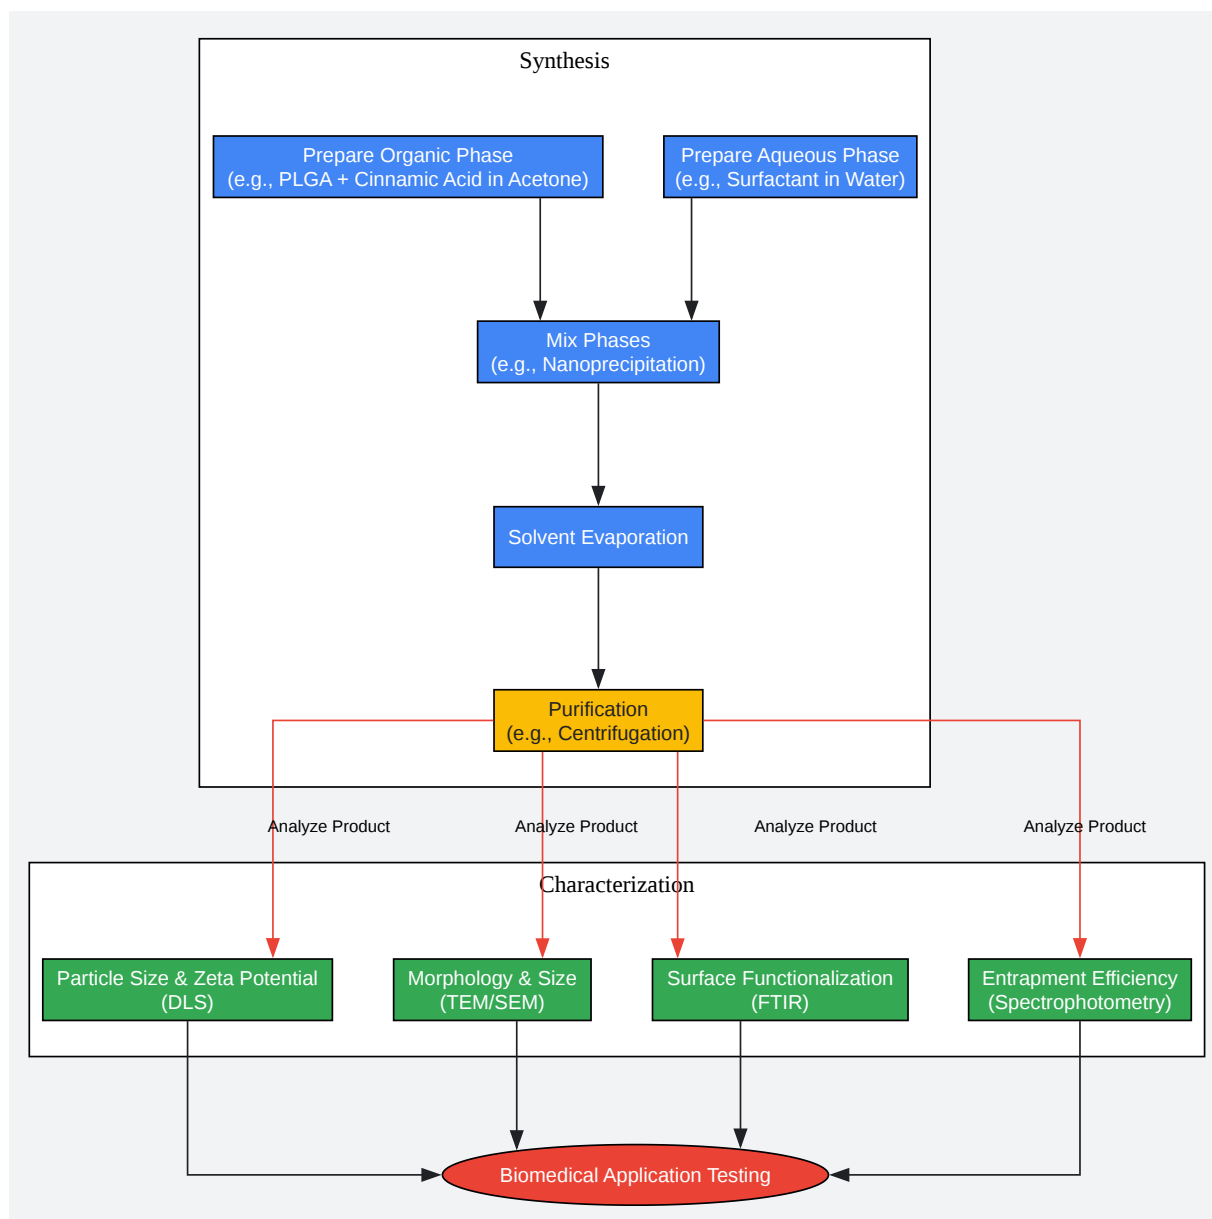 Synthesis
Prepare Organic Phase
(e.g., PLGA + Cinnamic Acid in Acetone)
Prepare Aqueous Phase
(e.g., Surfactant in Water)
Mix Phases
(e.g., Nanoprecipitation)
Solvent Evaporation
Purification
(e.g., Centrifugation)
Analyze Product
Analyze Product
Analyze Product
Analyze Product
Characterization
Particle Size & Zeta Potential
(DLS)
Morphology & Size
(TEM/SEM)
Surface Functionalization
(FTIR)
Entrapment Efficiency
(Spectrophotometry)
Biomedical Application Testing